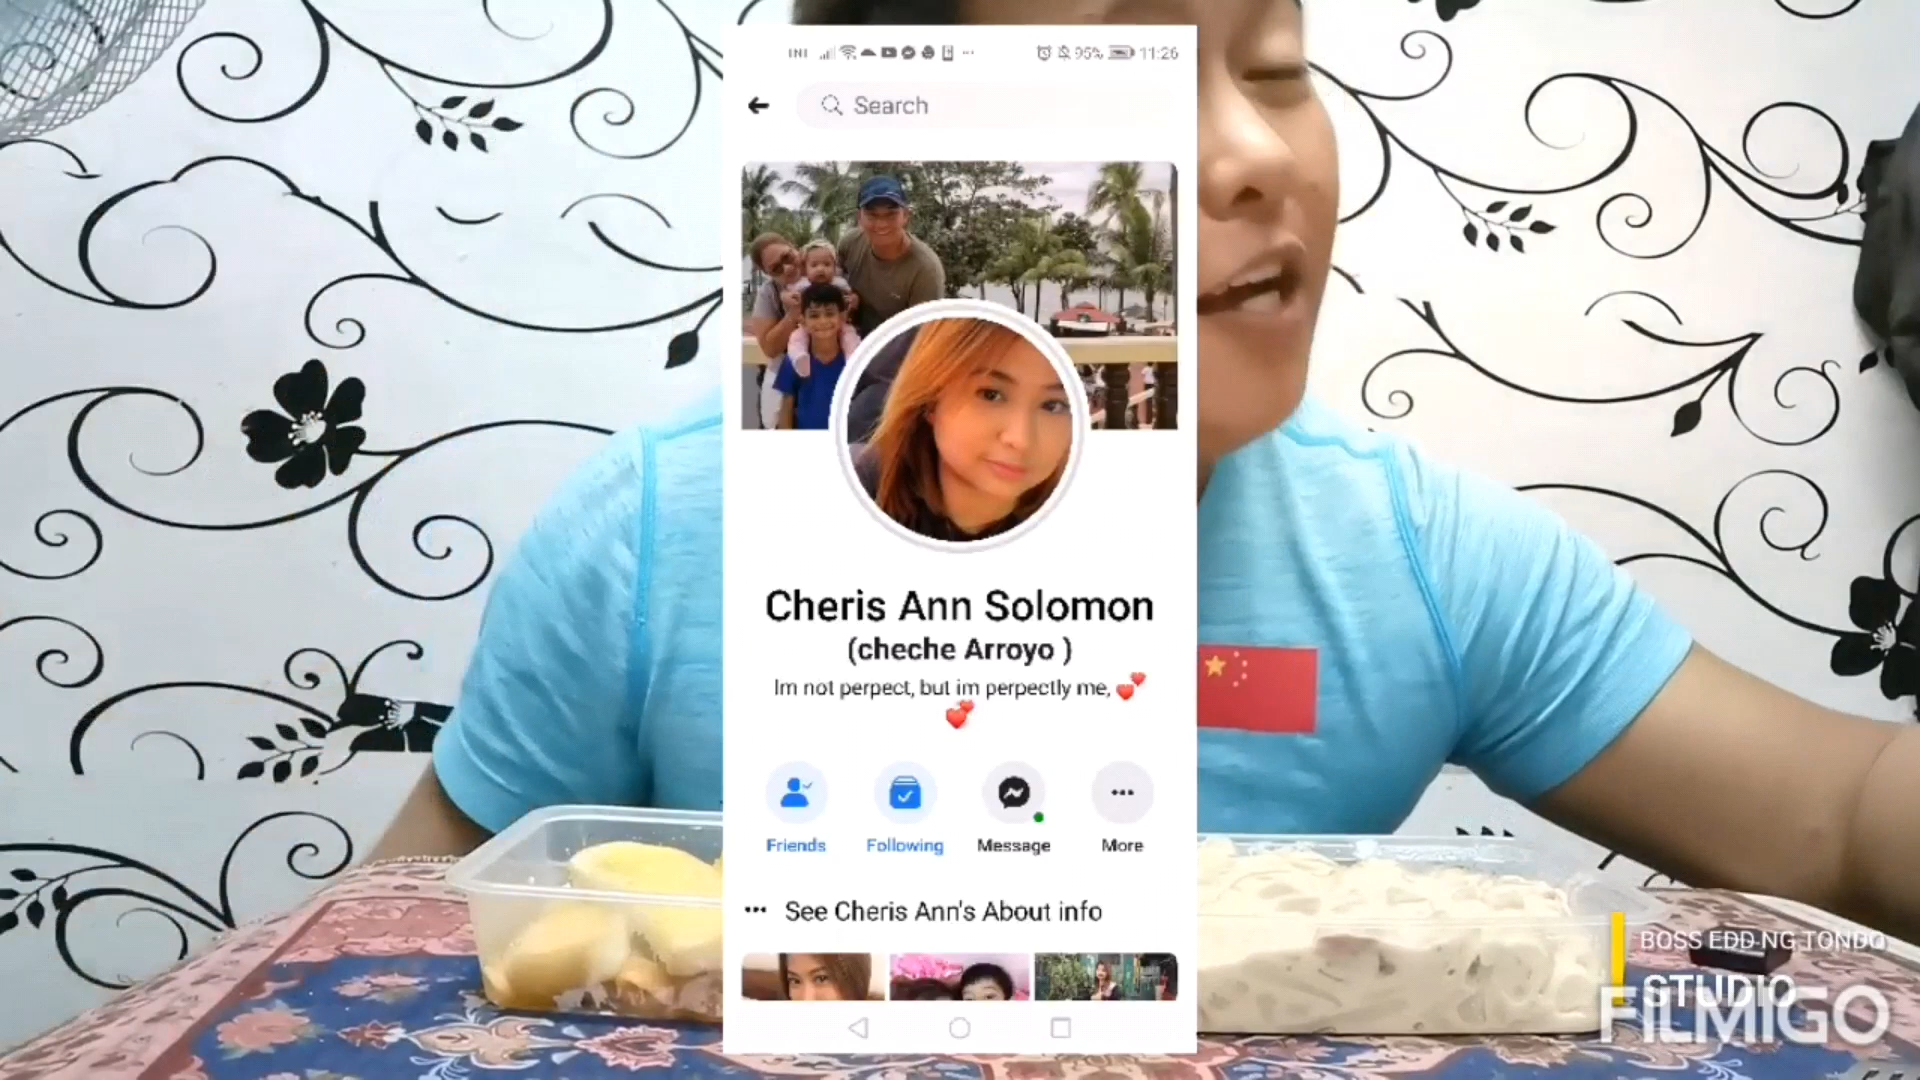 95% 11:26
Search
Cheris Ann Solomon
(cheche Arroyo )
Im not perpect, but im perpectly me, 💕
💕
Friends
Following
Message
More
See Cheris Ann's About info
BOSS EDD NG TONDO
STUDIO
FILMIGO